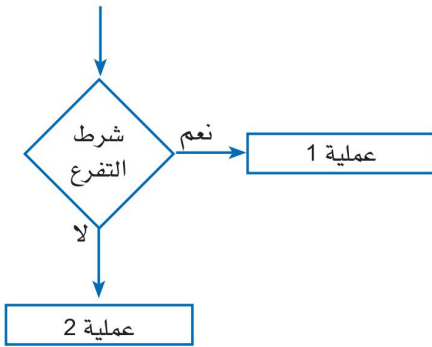 شرط
التفرع
نعم
عملية 1
لا
عملية 2